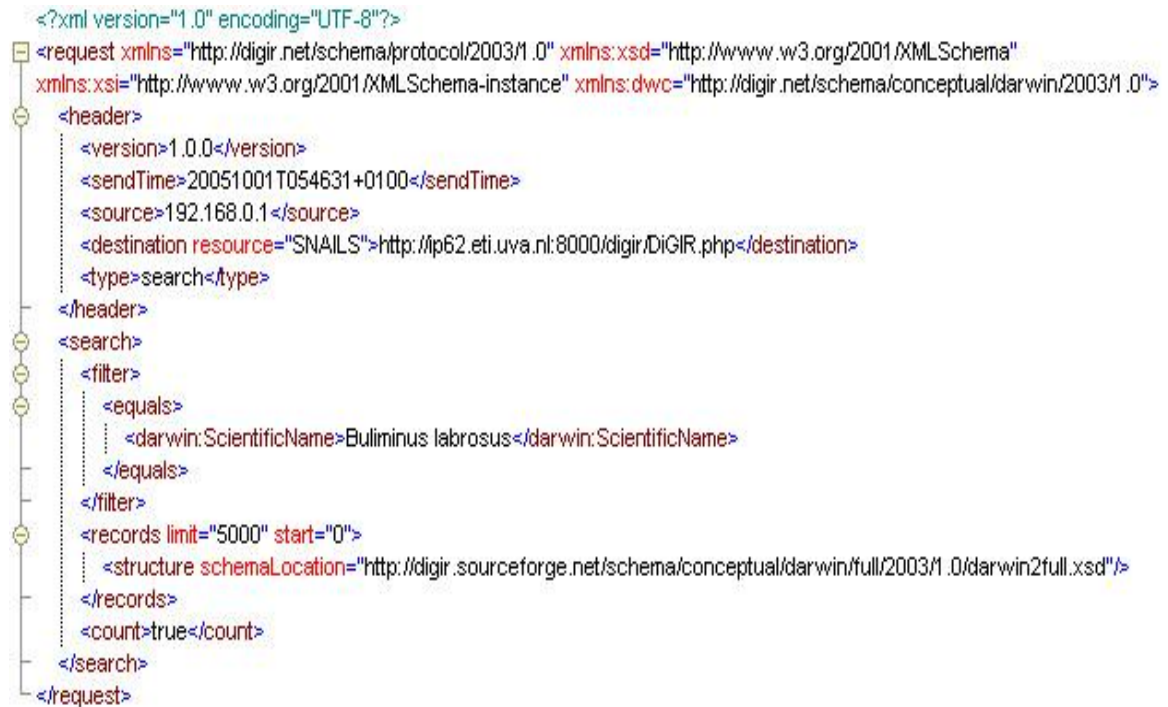 <?xml version="1.0" encoding="UTF-8"?>
<request xmlns="http://digir.net/schema/protocol/2003/1.0" xmlns:xsd="http://www.w3.org/2001/XMLSchema"
xmlns:xsi="http://www.w3.org/2001/XMLSchema-instance" xmlns:dwc="http://digir.net/schema/conceptual/darwin/2003/1.0">
<header>
<version>1.0.0</version>
<sendTime>20051001T054631+0100</sendTime>
<source>192.168.0.1</source>
<destination resource="SNAILS">http://ip62.eti.uva.nl:8000/digir/DiGIR.php</destination>
<type>search</type>
</header>
<search>
<filter>
<equals>
<darwin:ScientificName>Buliminus labrosus</darwin:ScientificName>
</equals>
</filter>
<records limit="5000" start="0">
<structure schemaLocation="http://digir.sourceforge.net/schema/conceptual/darwin/full/2003/1.0/darwin2full.xsd"/>
</records>
<count>true</count>
</search>
</request>